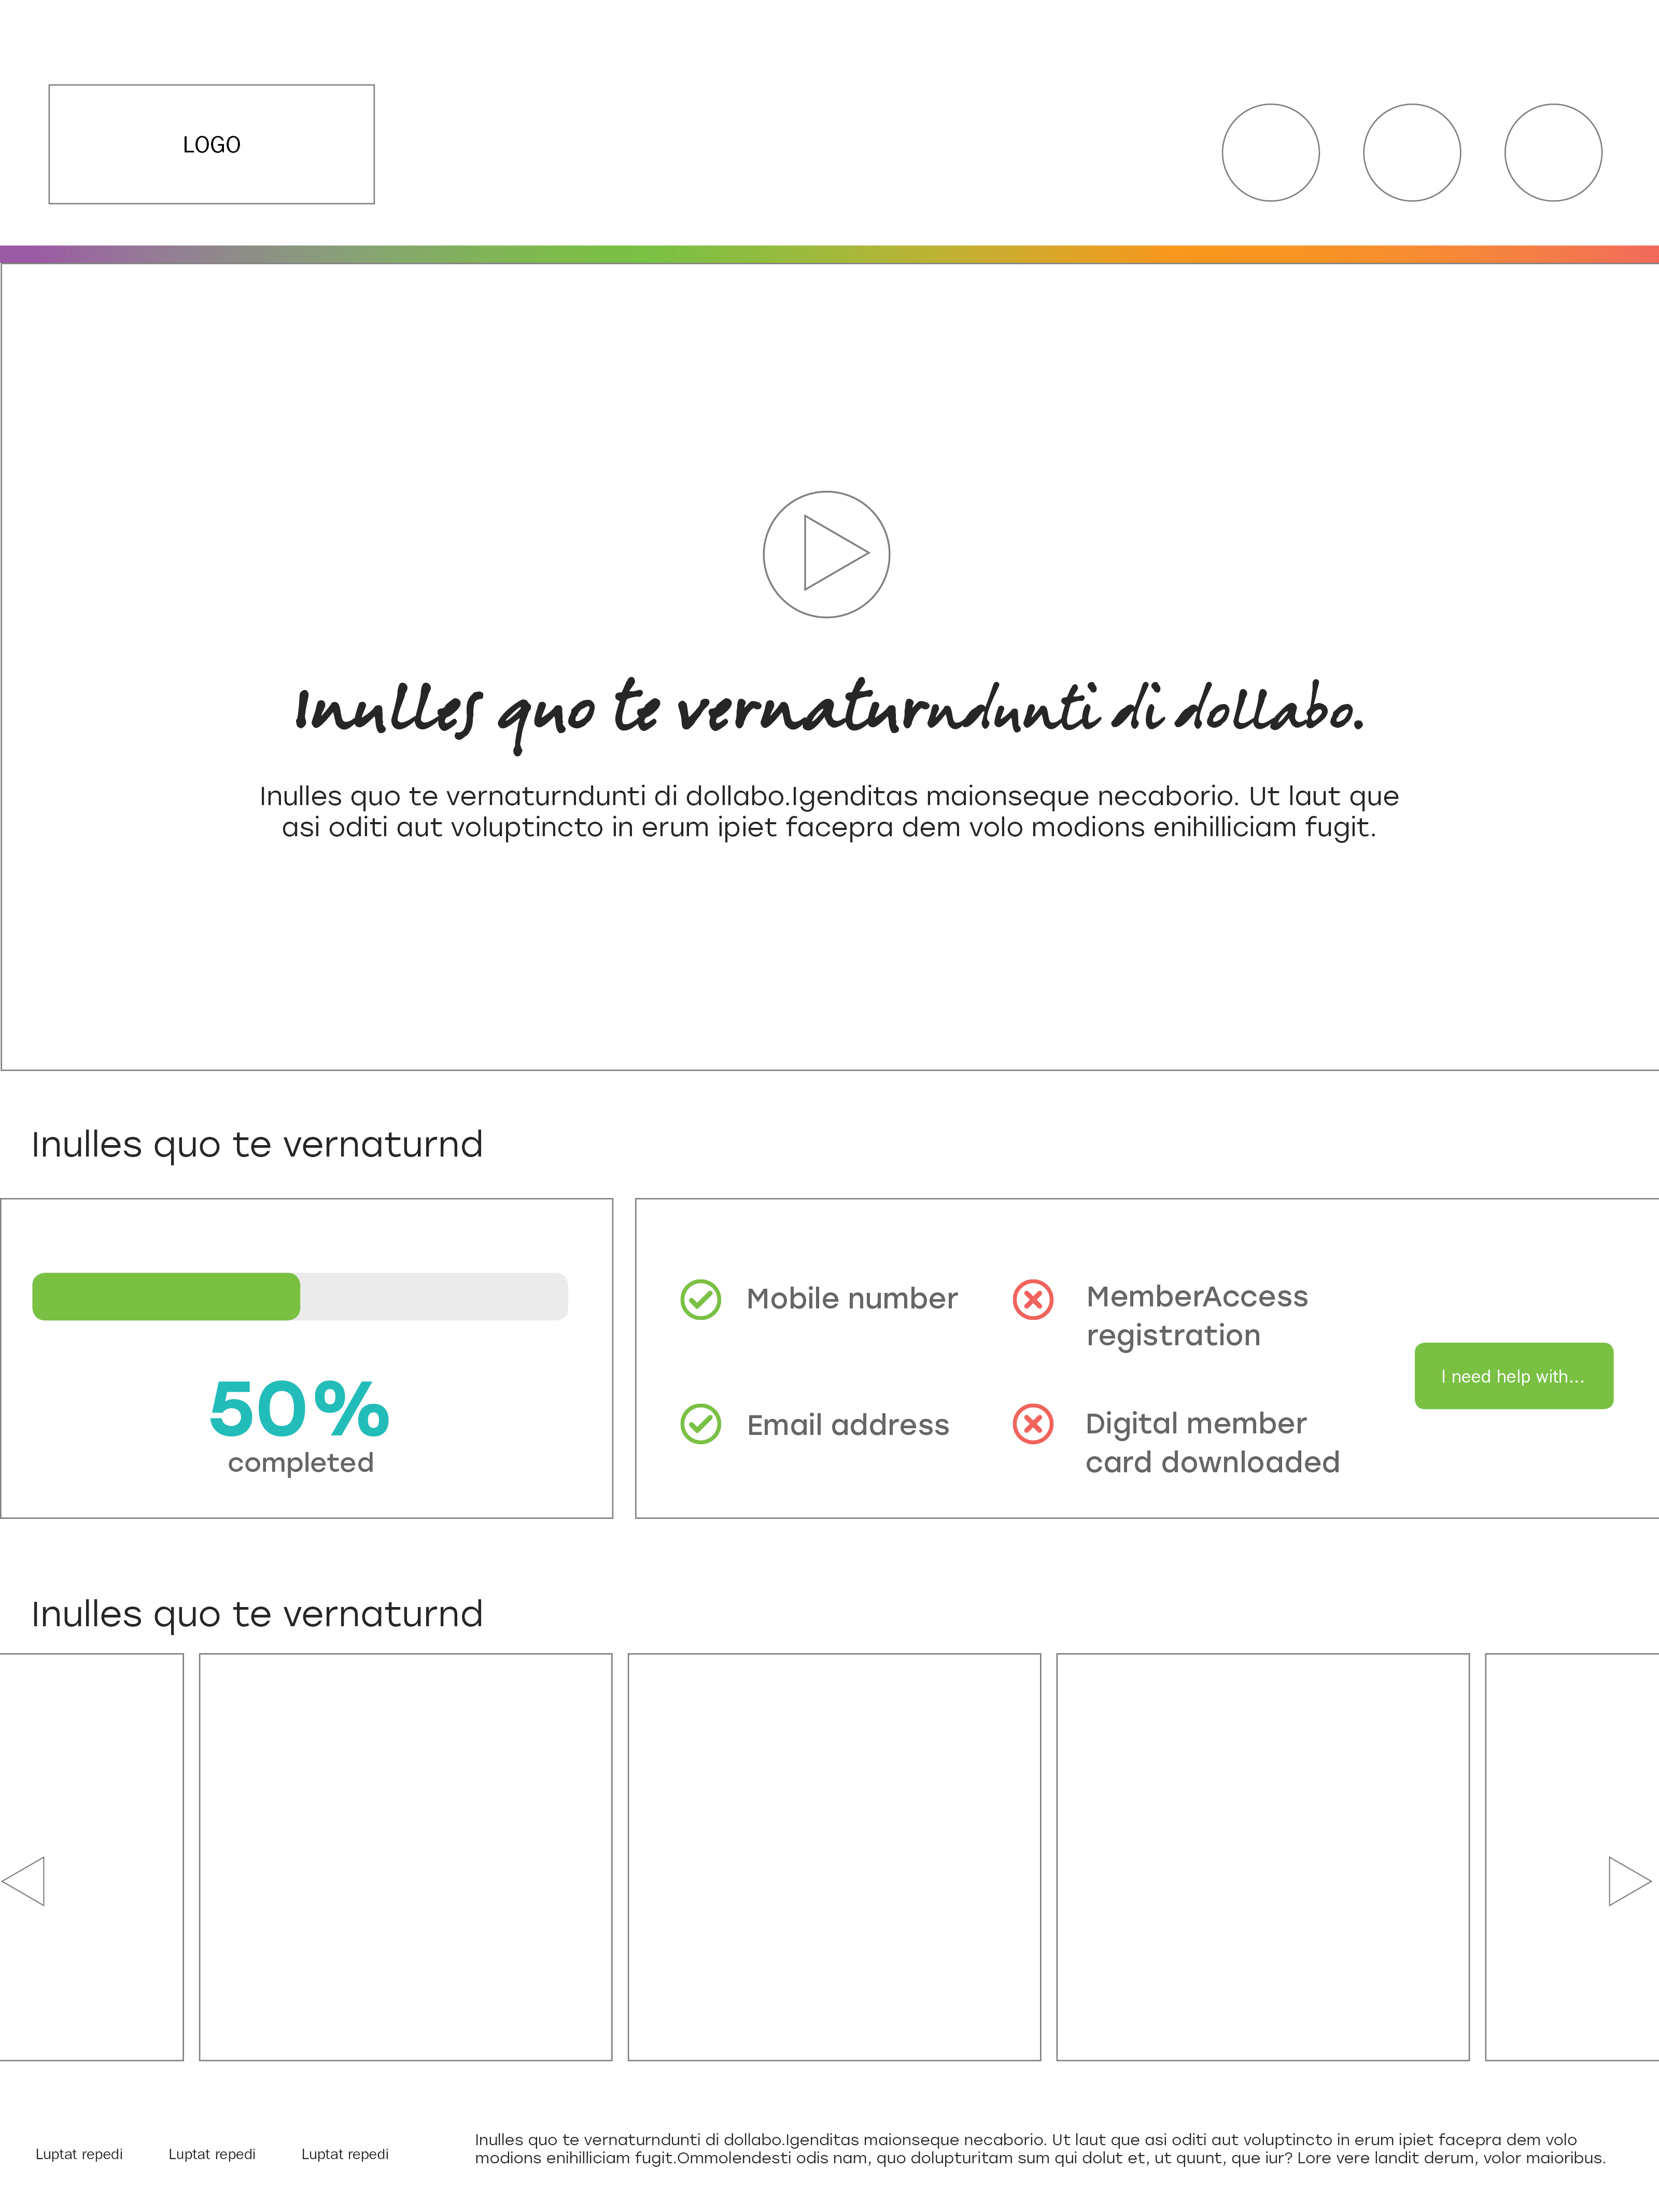 LOGO
Inulles quo te vernaturndunti di dollabo.
Inulles quo te vernaturndunti di dollabo.Igenditas maionseque necaborio. Ut laut que
asi oditi aut voluptincto in erum ipiet facepra dem volo modions enihilliciam fugit.
Inulles quo te vernaturnd
50%
completed
Mobile number
Email address
MemberAccess
registration
Digital member
card downloaded
I need help with...
Inulles quo te vernaturnd
Luptat repedi
Luptat repedi
Luptat repedi
Inulles quo te vernaturndunti di dollabo.Igenditas maionseque necaborio. Ut laut que asi oditi aut voluptincto in erum ipiet facepra dem volo
modions enihilliciam fugit.Ommolendesti odis nam, quo dolupturitam sum qui dolut et, ut quunt, que iur? Lore vere landit derum, volor maioribus.